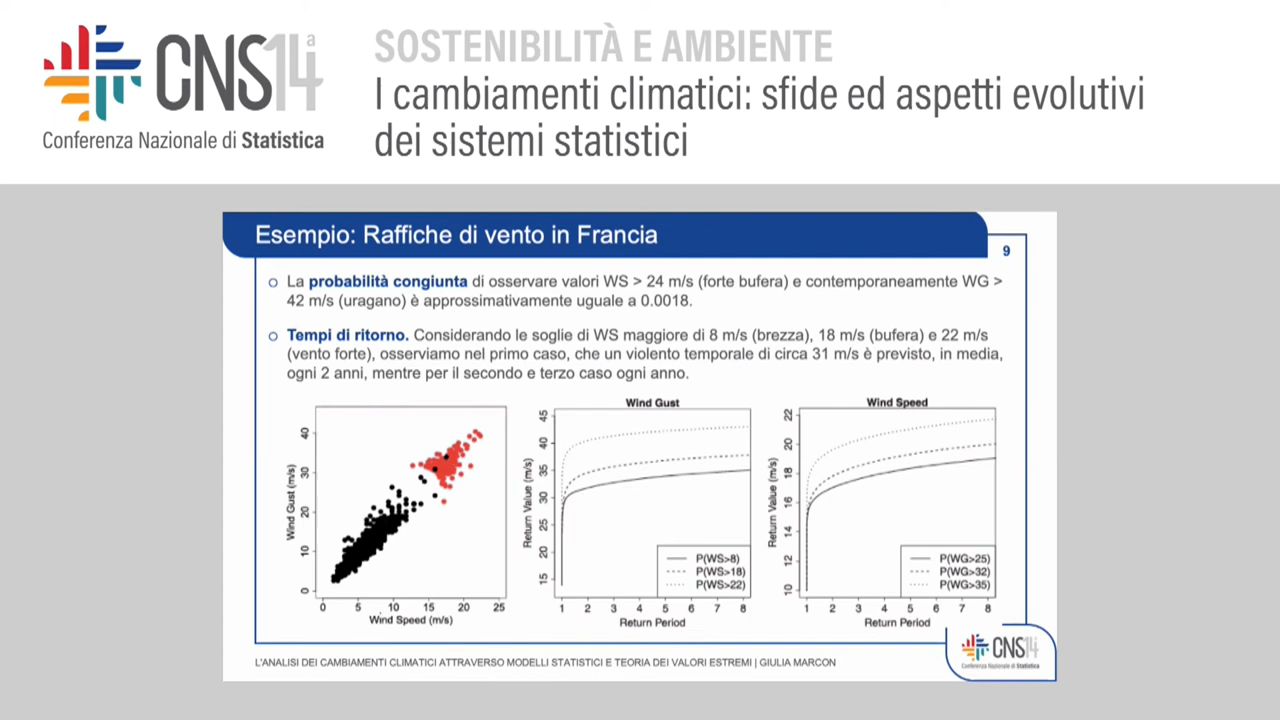 CNS14ª
Conferenza Nazionale di Statistica
SOSTENIBILITÀ E AMBIENTE
I cambiamenti climatici: sfide ed aspetti evolutivi
dei sistemi statistici
Esempio: Raffiche di vento in Francia
9
La probabilità congiunta di osservare valori WS > 24 m/s (forte bufera) e contemporaneamente WG >
42 m/s (uragano) è approssimativamente uguale a 0.0018.
Tempi di ritorno. Considerando le soglie di WS maggiore di 8 m/s (brezza), 18 m/s (bufera) e 22 m/s
(vento forte), osserviamo nel primo caso, che un violento temporale di circa 31 m/s è previsto, in media,
ogni 2 anni, mentre per il secondo e terzo caso ogni anno.
Wind Gust (m/s)
40
30
20
10
0
0 5 10 15 20 25
Wind Speed (m/s)
Wind Gust
Return Value (m/s)
45
40
35
30
25
20
15
P(WS>8)
P(WS>18)
P(WS>22)
1 2 3 4 5 6 7 8
Return Period
Wind Speed
Return Value (m/s)
22
20
18
16
14
12
10
P(WG>25)
P(WG>32)
P(WG>35)
1 2 3 4 5 6 7 8
Return Period
L'ANALISI DEI CAMBIAMENTI CLIMATICI ATTRAVERSO MODELLI STATISTICI E TEORIA DEI VALORI ESTREMI | GIULIA MARCON
CNS14ª
Conferenza Nazionale di Statistica